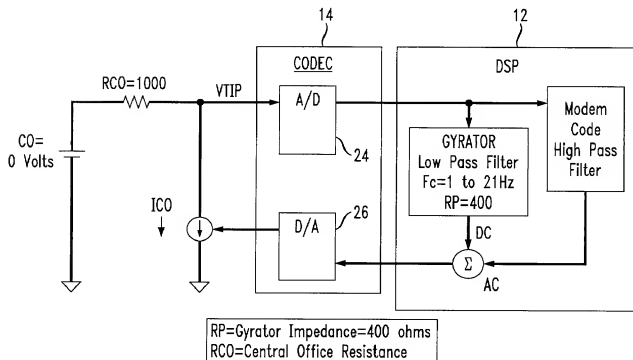 14
12
CODEC
DSP
RCO=1000
VTIP
A/D
24
Modem
Code
High Pass
Filter
GYRATOR
Low Pass Filter
Fc=1 to 21Hz
RP=400
CO=
0 Volts
ICO
D/A
26
DC
Σ
AC
RP=Gyrator Impedance=400 ohms
RCO=Central Office Resistance